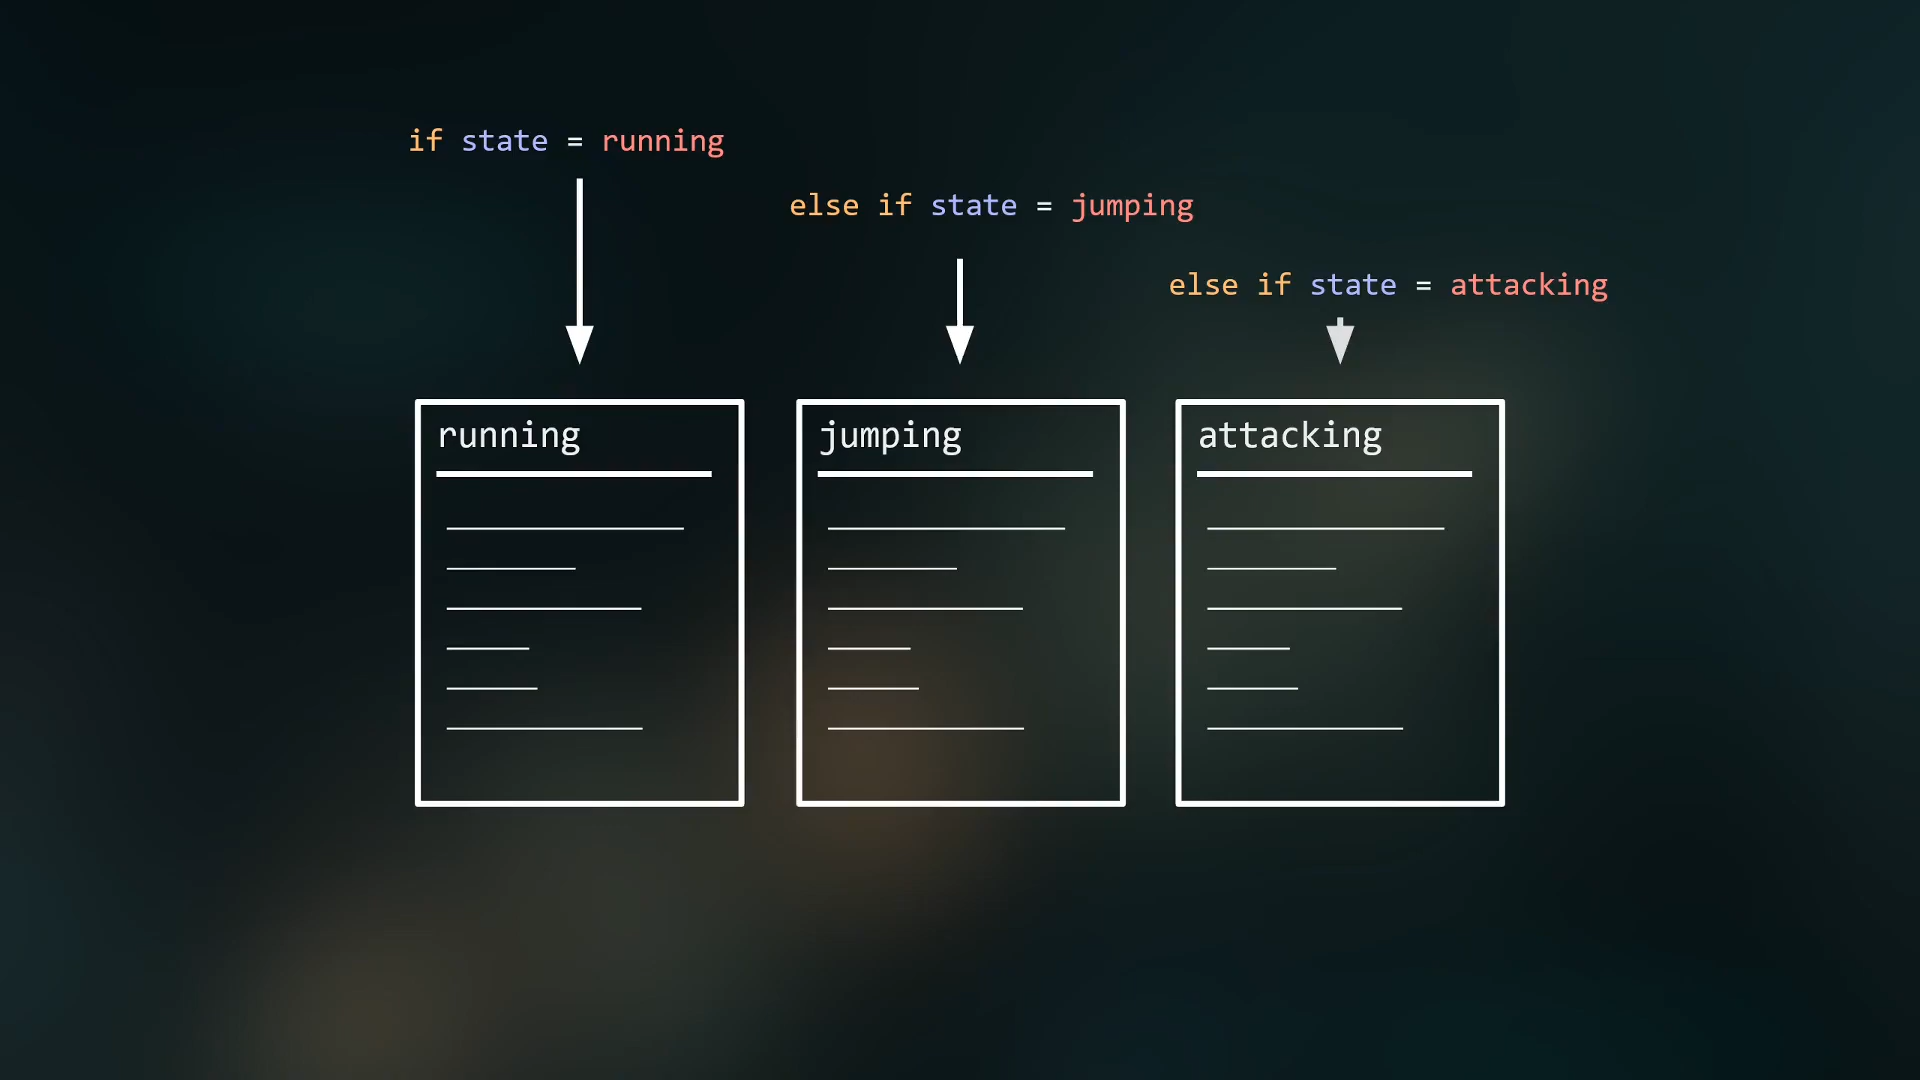 if state = running
else if state = jumping
else if state = attacking
running
jumping
attacking